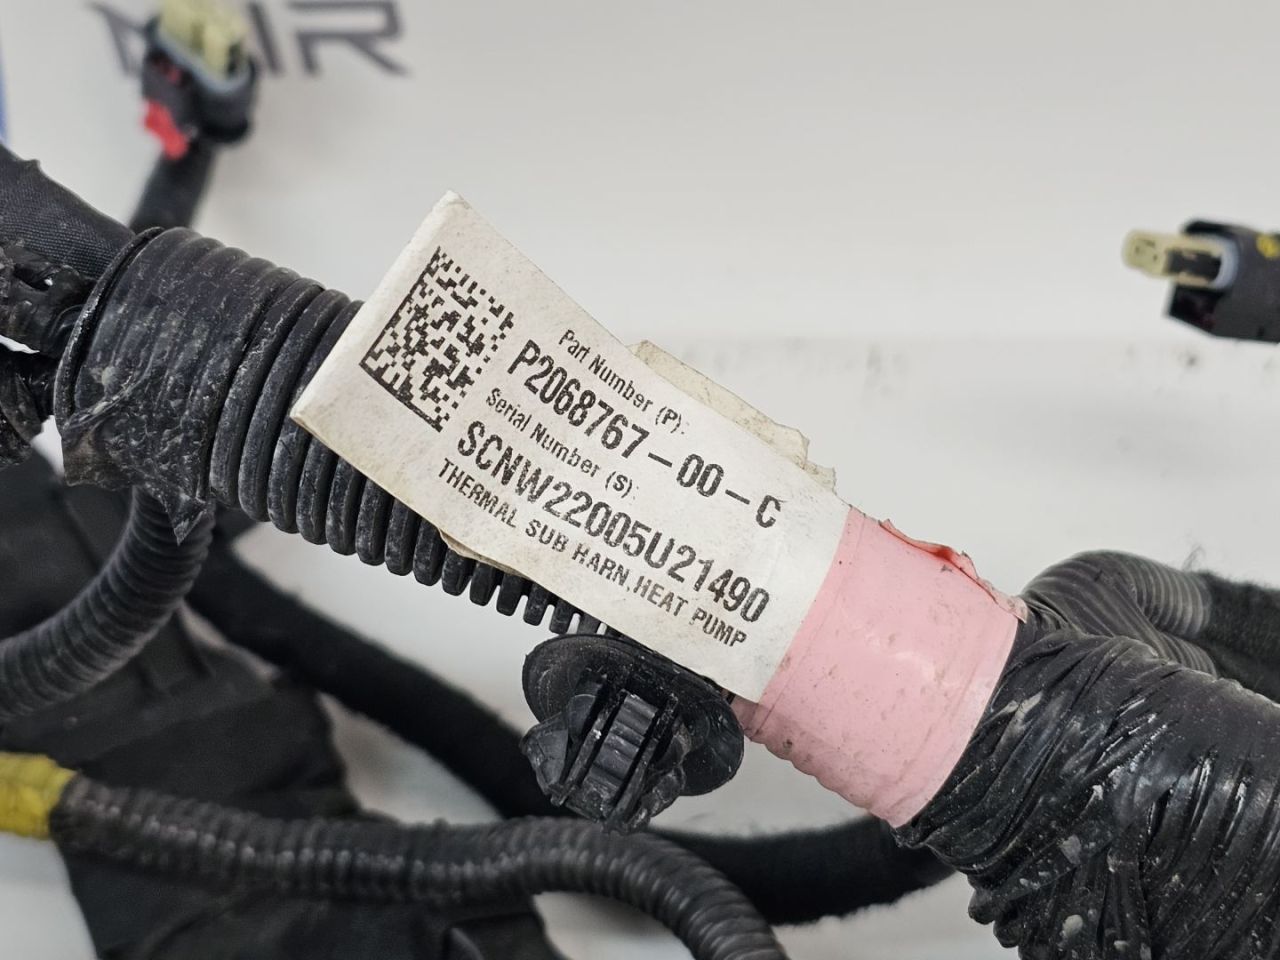 Part Number (P):
P2068767-00-C
Serial Number (S):
SCNW22005U21490
THERMAL SUB HARN,HEAT PUMP